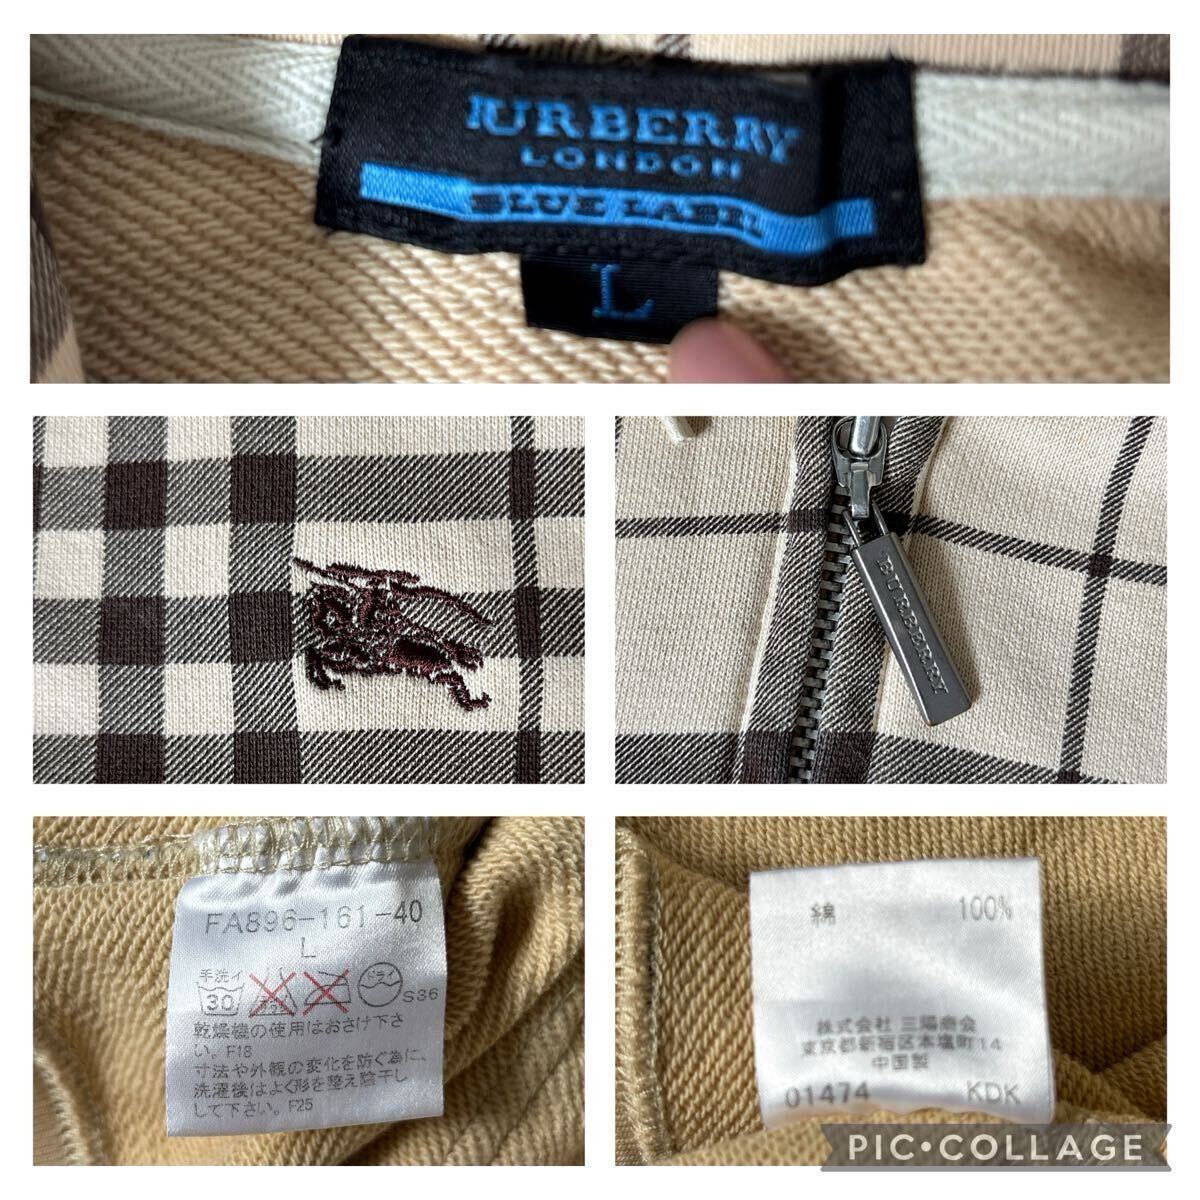 BURBERRY
LONDON
BLUE LABEL
L
BURBERRY
FA896-161-40
L
手洗イ
30
ドライ
S36
乾燥機の使用はおさけ下さ
い。F18
寸法や外観の変化を防ぐ為に、
洗濯後はよく形を整え陰干し
して下さい。F25
綿 100%
株式会社 三陽商会
東京都新宿区本塩町14
中国製
01474 KDK
PIC•COLLAGE